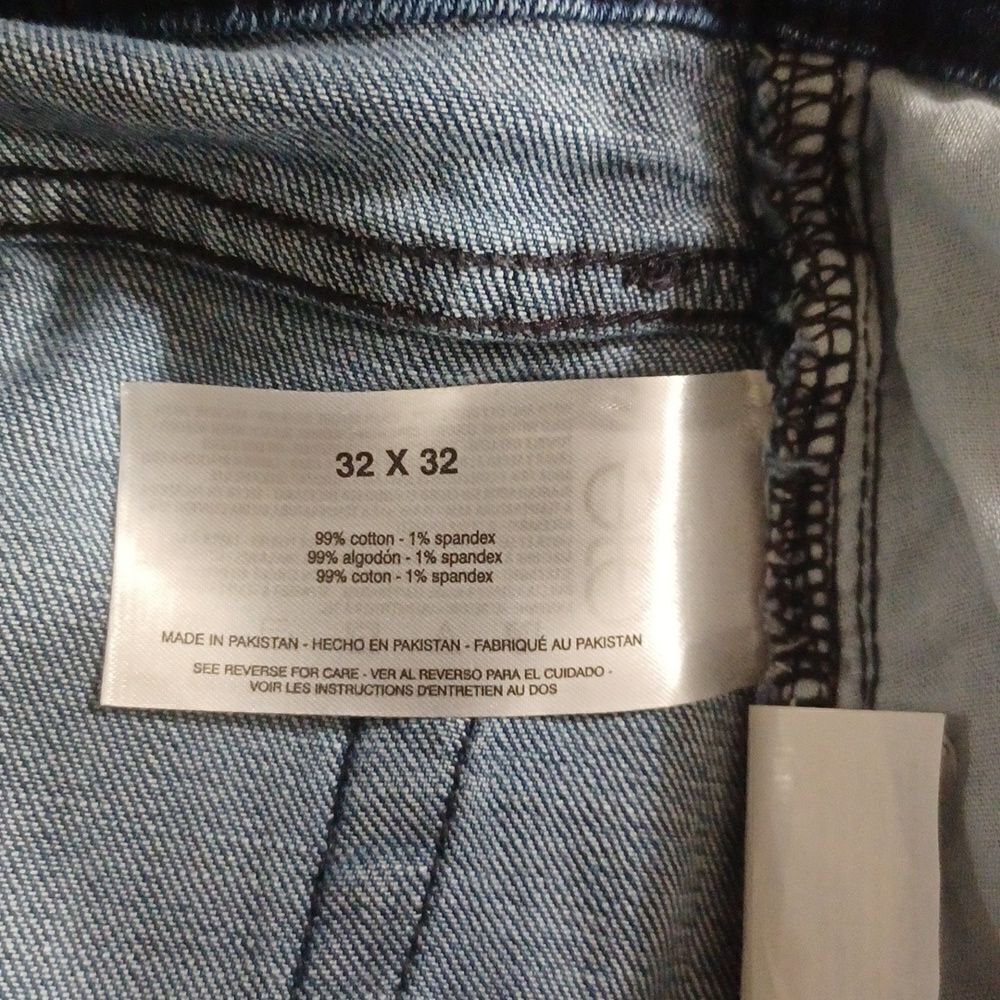 32 X 32
99% cotton - 1% spandex
99% algodón - 1% spandex
99% coton - 1% spandex
MADE IN PAKISTAN - HECHO EN PAKISTAN - FABRIQUÉ AU PAKISTAN
SEE REVERSE FOR CARE - VER AL REVERSO PARA EL CUIDADO -
VOIR LES INSTRUCTIONS D'ENTRETIEN AU DOS